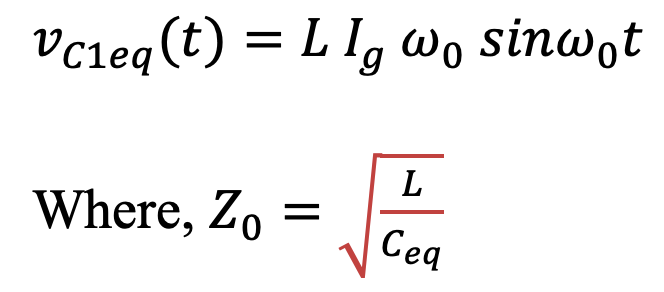 v_{C1eq}(t) = L I_g ω_0 sinω_0t
Where, Z_0 = √(L/C_{eq})